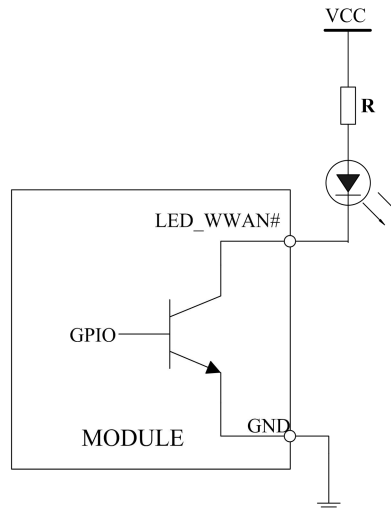 VCC
R
LED_WWAN#
GPIO
GND
MODULE